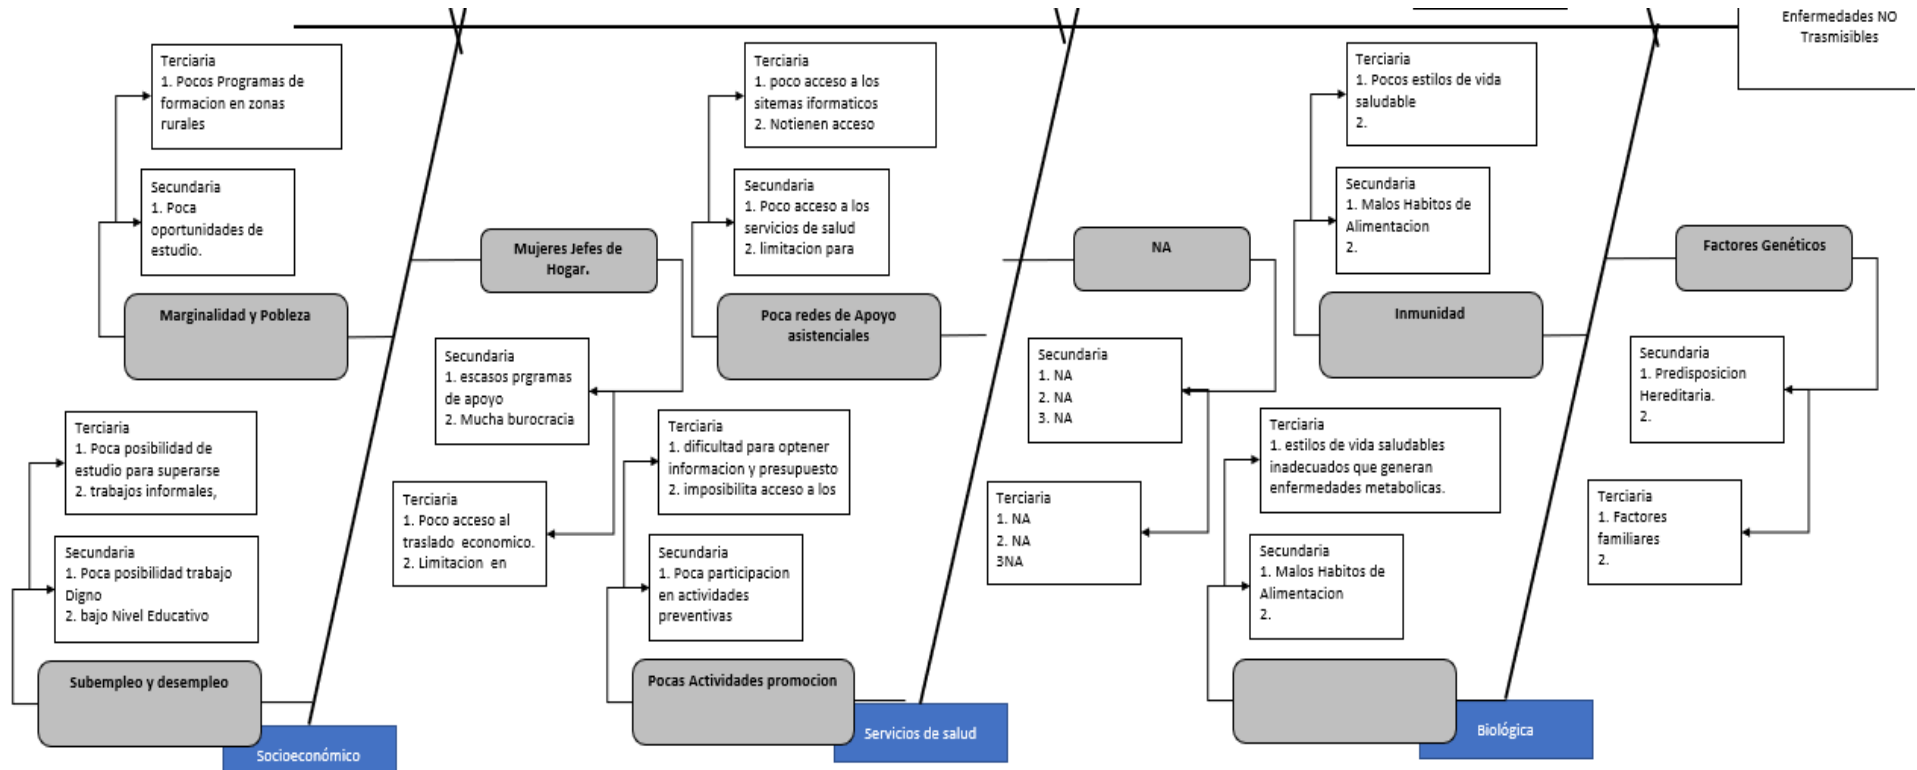 Enfermedades NO
Trasmisibles
Terciaria
1. Pocos Programas de
formacion en zonas
rurales
Secundaria
1. Poca
oportunidades de
estudio.
Marginalidad y Pobleza
Mujeres Jefes de
Hogar.
Secundaria
1. escasos prgramas
de apoyo
2. Mucha burocracia
Terciaria
1. Poco acceso al
traslado economico.
2. Limitacion en
Terciaria
1. Poca posibilidad de
estudio para superarse
2. trabajos informales,
Secundaria
1. Poca posibilidad trabajo
Digno
2. bajo Nivel Educativo
Subempleo y desempleo
Socioeconómico
Terciaria
1. poco acceso a los
sitemas iformaticos
2. Notienen acceso
Secundaria
1. Poco acceso a los
servicios de salud
2. limitacion para
Poca redes de Apoyo
asistenciales
NA
Secundaria
1. NA
2. NA
3. NA
Terciaria
1. NA
2. NA
3NA
Terciaria
1. dificultad para optener
informacion y presupuesto
2. imposibilita acceso a los
Secundaria
1. Poca participacion
en actividades
preventivas
Pocas Actividades promocion
Servicios de salud
Terciaria
1. Pocos estilos de vida
saludable
2.
Secundaria
1. Malos Habitos de
Alimentacion
2.
Inmunidad
Factores Genéticos
Secundaria
1. Predisposicion
Hereditaria.
2.
Terciaria
1. Factores
familiares
2.
Terciaria
1. estilos de vida saludables
inadecuados que generan
enfermedades metabolicas.
Secundaria
1. Malos Habitos de
Alimentacion
2.
Biológica